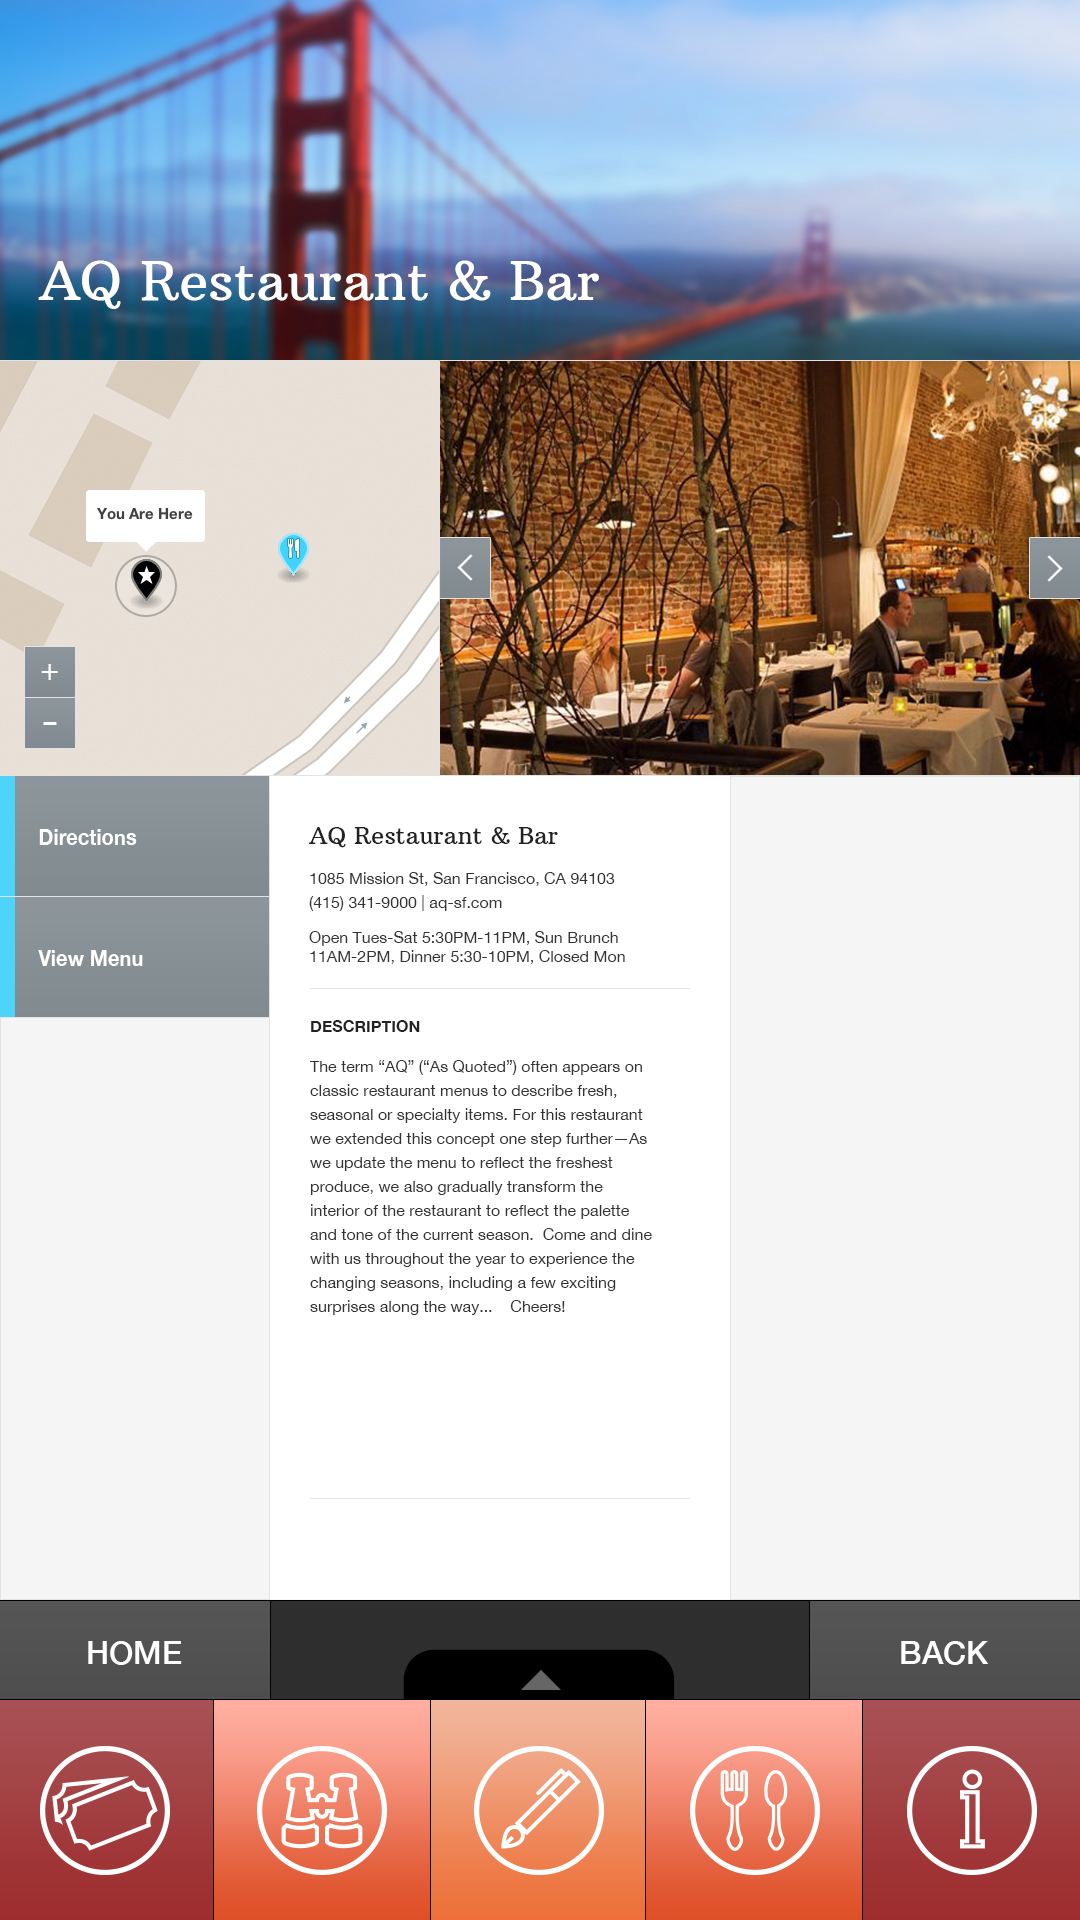 AQ Restaurant & Bar
You Are Here
+
–
Directions
View Menu
AQ Restaurant & Bar
1085 Mission St, San Francisco, CA 94103
(415) 341-9000 | aq-sf.com
Open Tues-Sat 5:30PM-11PM, Sun Brunch
11AM-2PM, Dinner 5:30-10PM, Closed Mon
DESCRIPTION
The term “AQ” (“As Quoted”) often appears on
classic restaurant menus to describe fresh,
seasonal or specialty items. For this restaurant
we extended this concept one step further—As
we update the menu to reflect the freshest
produce, we also gradually transform the
interior of the restaurant to reflect the palette
and tone of the current season.  Come and dine
with us throughout the year to experience the
changing seasons, including a few exciting
surprises along the way...    Cheers!
HOME
BACK